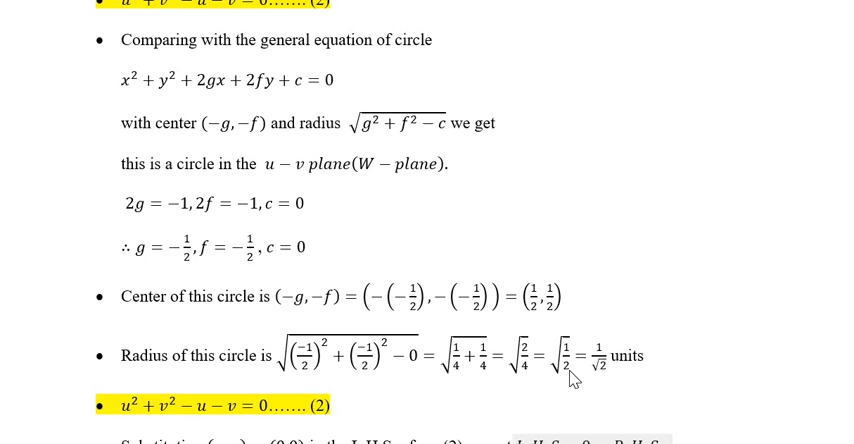 • u² + v² − u − v = 0....... (2)
• Comparing with the general equation of circle
x² + y² + 2gx + 2fy + c = 0
with center (−g, −f) and radius √(g² + f² − c) we get
this is a circle in the u − v plane(W − plane).
2g = −1, 2f = −1, c = 0
∴ g = −1/2, f = −1/2, c = 0
• Center of this circle is (−g, −f) = (−(−1/2), −(−1/2)) = (1/2, 1/2)
• Radius of this circle is √((−1/2)² + (−1/2)² − 0) = √(1/4 + 1/4) = √(2/4) = √(1/2) = 1/√2 units
• u² + v² − u − v = 0....... (2)